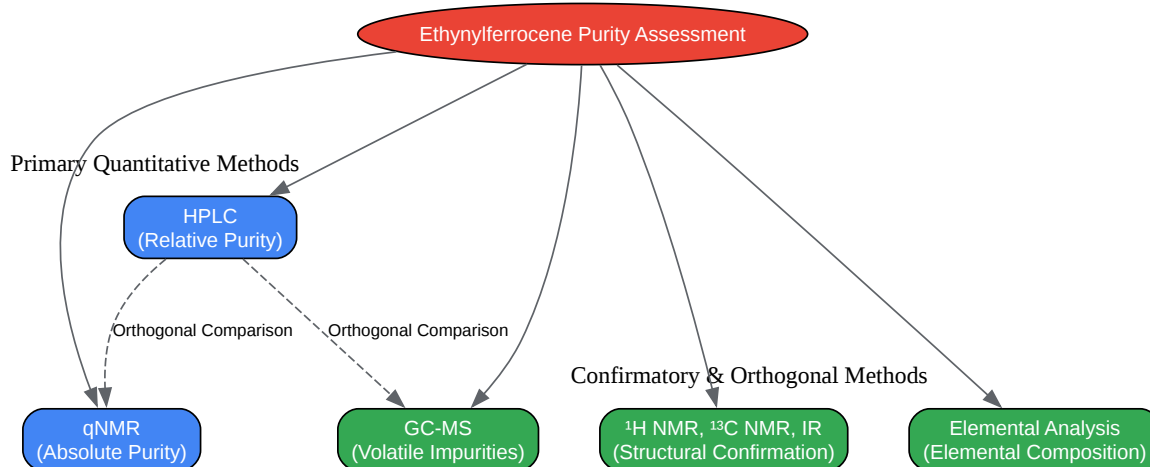 Ethynylferrocene Purity Assessment
Primary Quantitative Methods
HPLC
(Relative Purity)
Orthogonal Comparison
Orthogonal Comparison
Confirmatory & Orthogonal Methods
qNMR
(Absolute Purity)
GC-MS
(Volatile Impurities)
¹H NMR, ¹³C NMR, IR
(Structural Confirmation)
Elemental Analysis
(Elemental Composition)